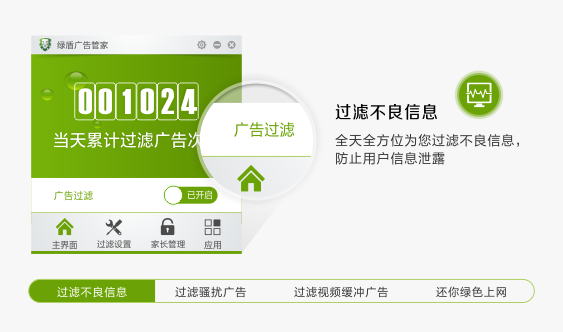 绿盾广告管家
001024
当天累计过滤广告次
广告过滤
过滤不良信息
全天全方位为您过滤不良信息，
防止用户信息泄露
广告过滤
已开启
主界面
过滤设置
家长管理
应用
过滤不良信息
过滤骚扰广告
过滤视频缓冲广告
还你绿色上网